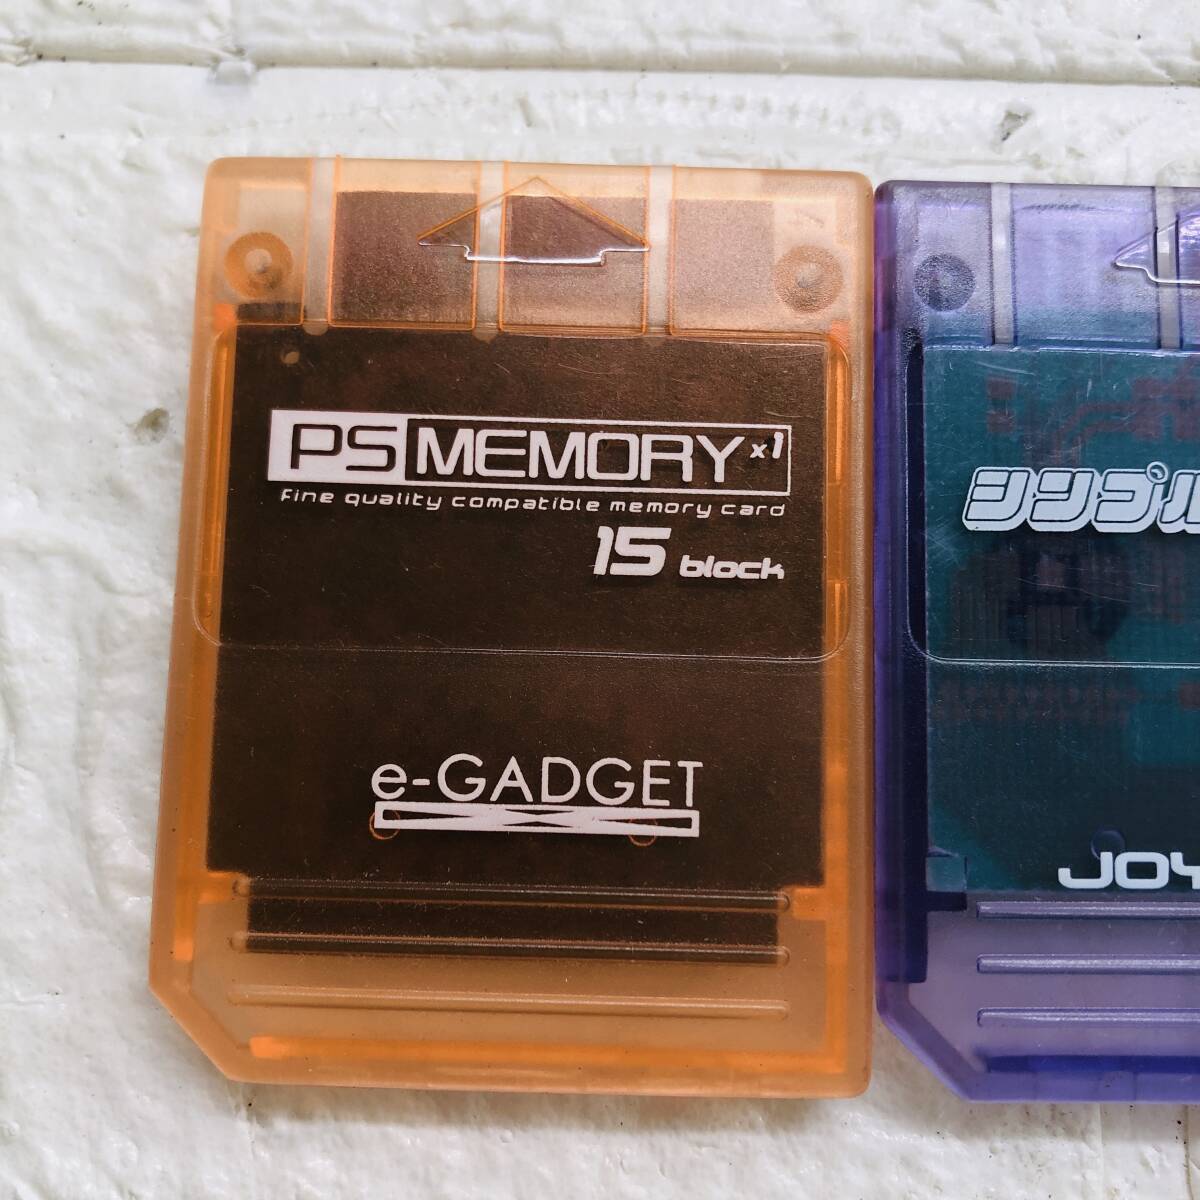 PS MEMORY x1
Fine quality compatible memory card
15 block
e-GADGET
シンプル
JOY